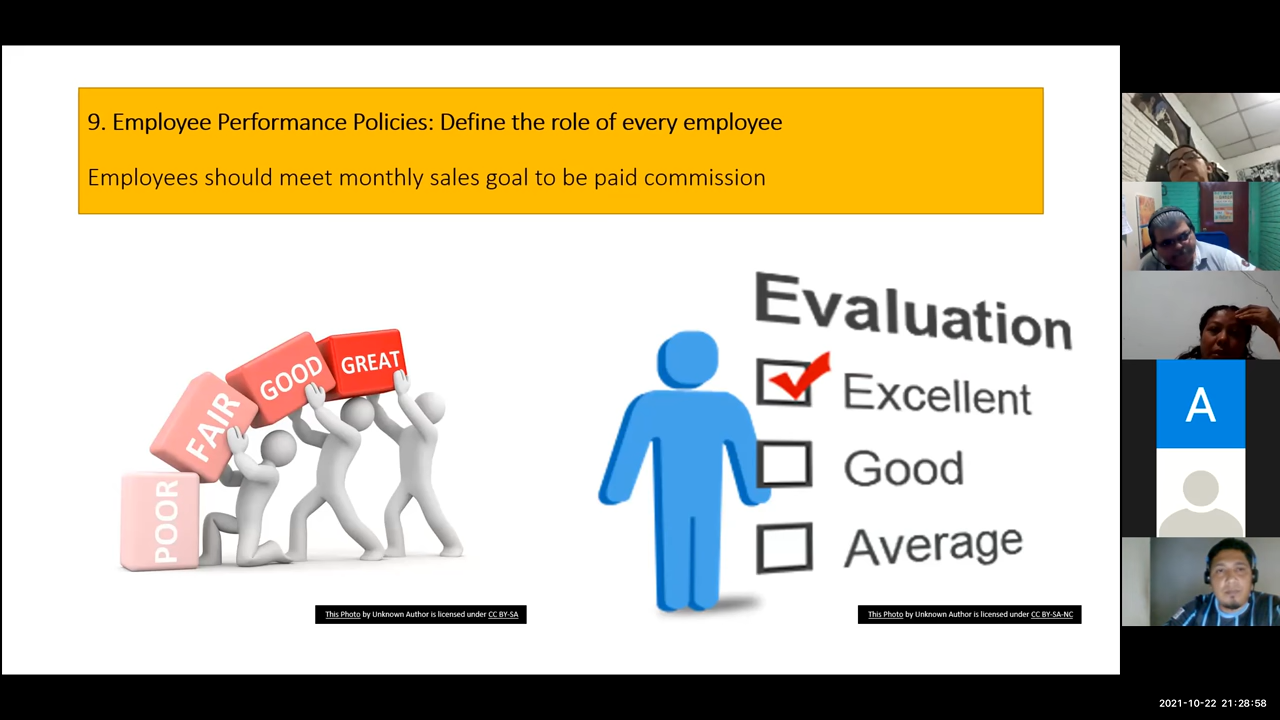 9. Employee Performance Policies: Define the role of every employee
Employees should meet monthly sales goal to be paid commission
POOR
FAIR
GOOD
GREAT
Evaluation
Excellent
Good
Average
This Photo by Unknown Author is licensed under CC BY-SA
This Photo by Unknown Author is licensed under CC BY-SA-NC
A
2021-10-22 21:28:58